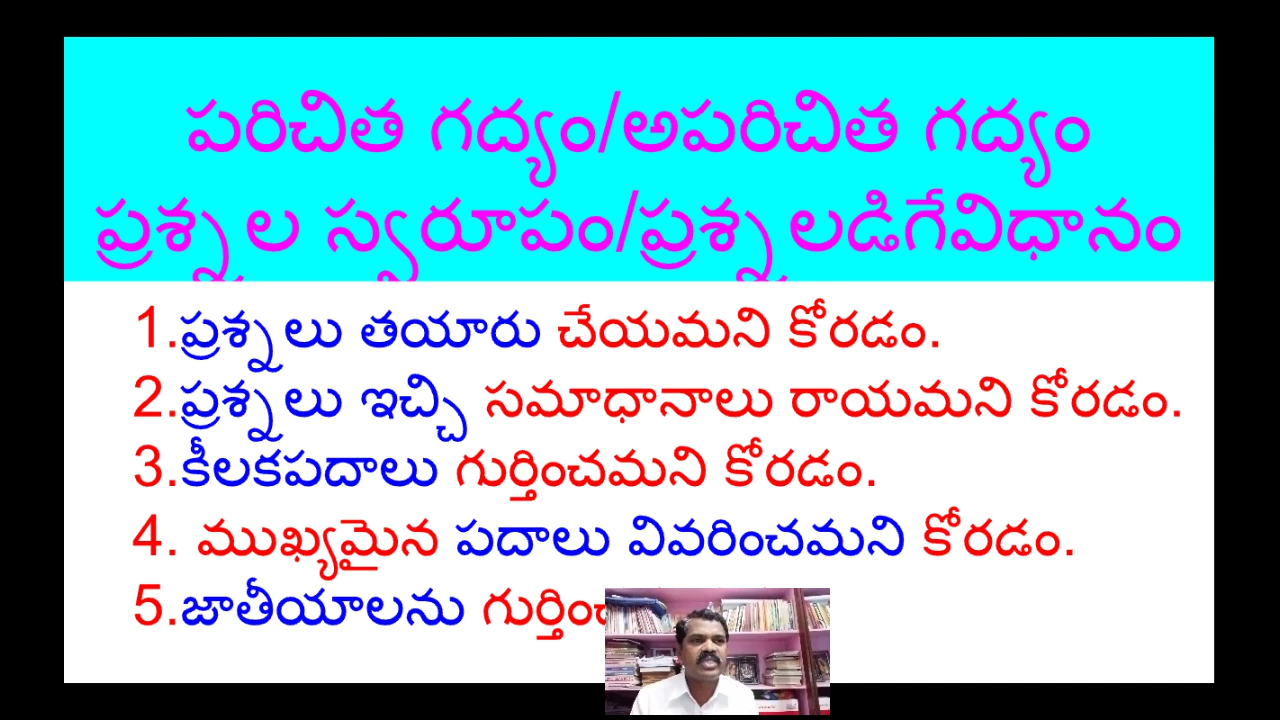 పరిచిత గద్యం/అపరిచిత గద్యం
ప్రశ్నల స్వరూపం/ప్రశ్నలడిగేవిధానం
1.ప్రశ్నలు తయారు చేయమని కోరడం.
2.ప్రశ్నలు ఇచ్చి సమాధానాలు రాయమని కోరడం.
3.కీలకపదాలు గుర్తించమని కోరడం.
4. ముఖ్యమైన పదాలు వివరించమని కోరడం.
5.జాతీయాలను